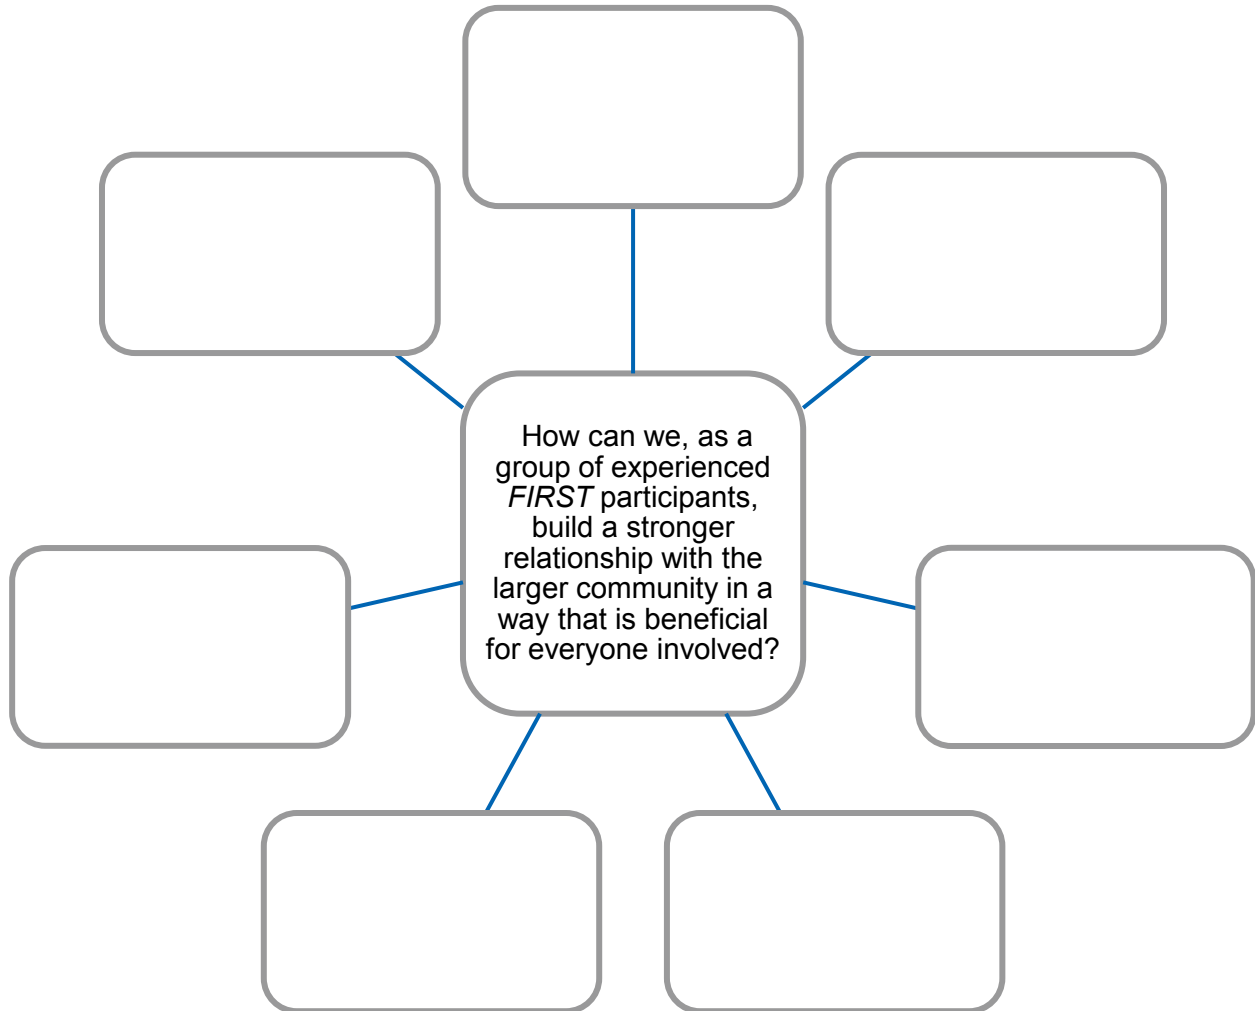 How can we, as a
group of experienced
FIRST participants,
build a stronger
relationship with the
larger community in a
way that is beneficial
for everyone involved?